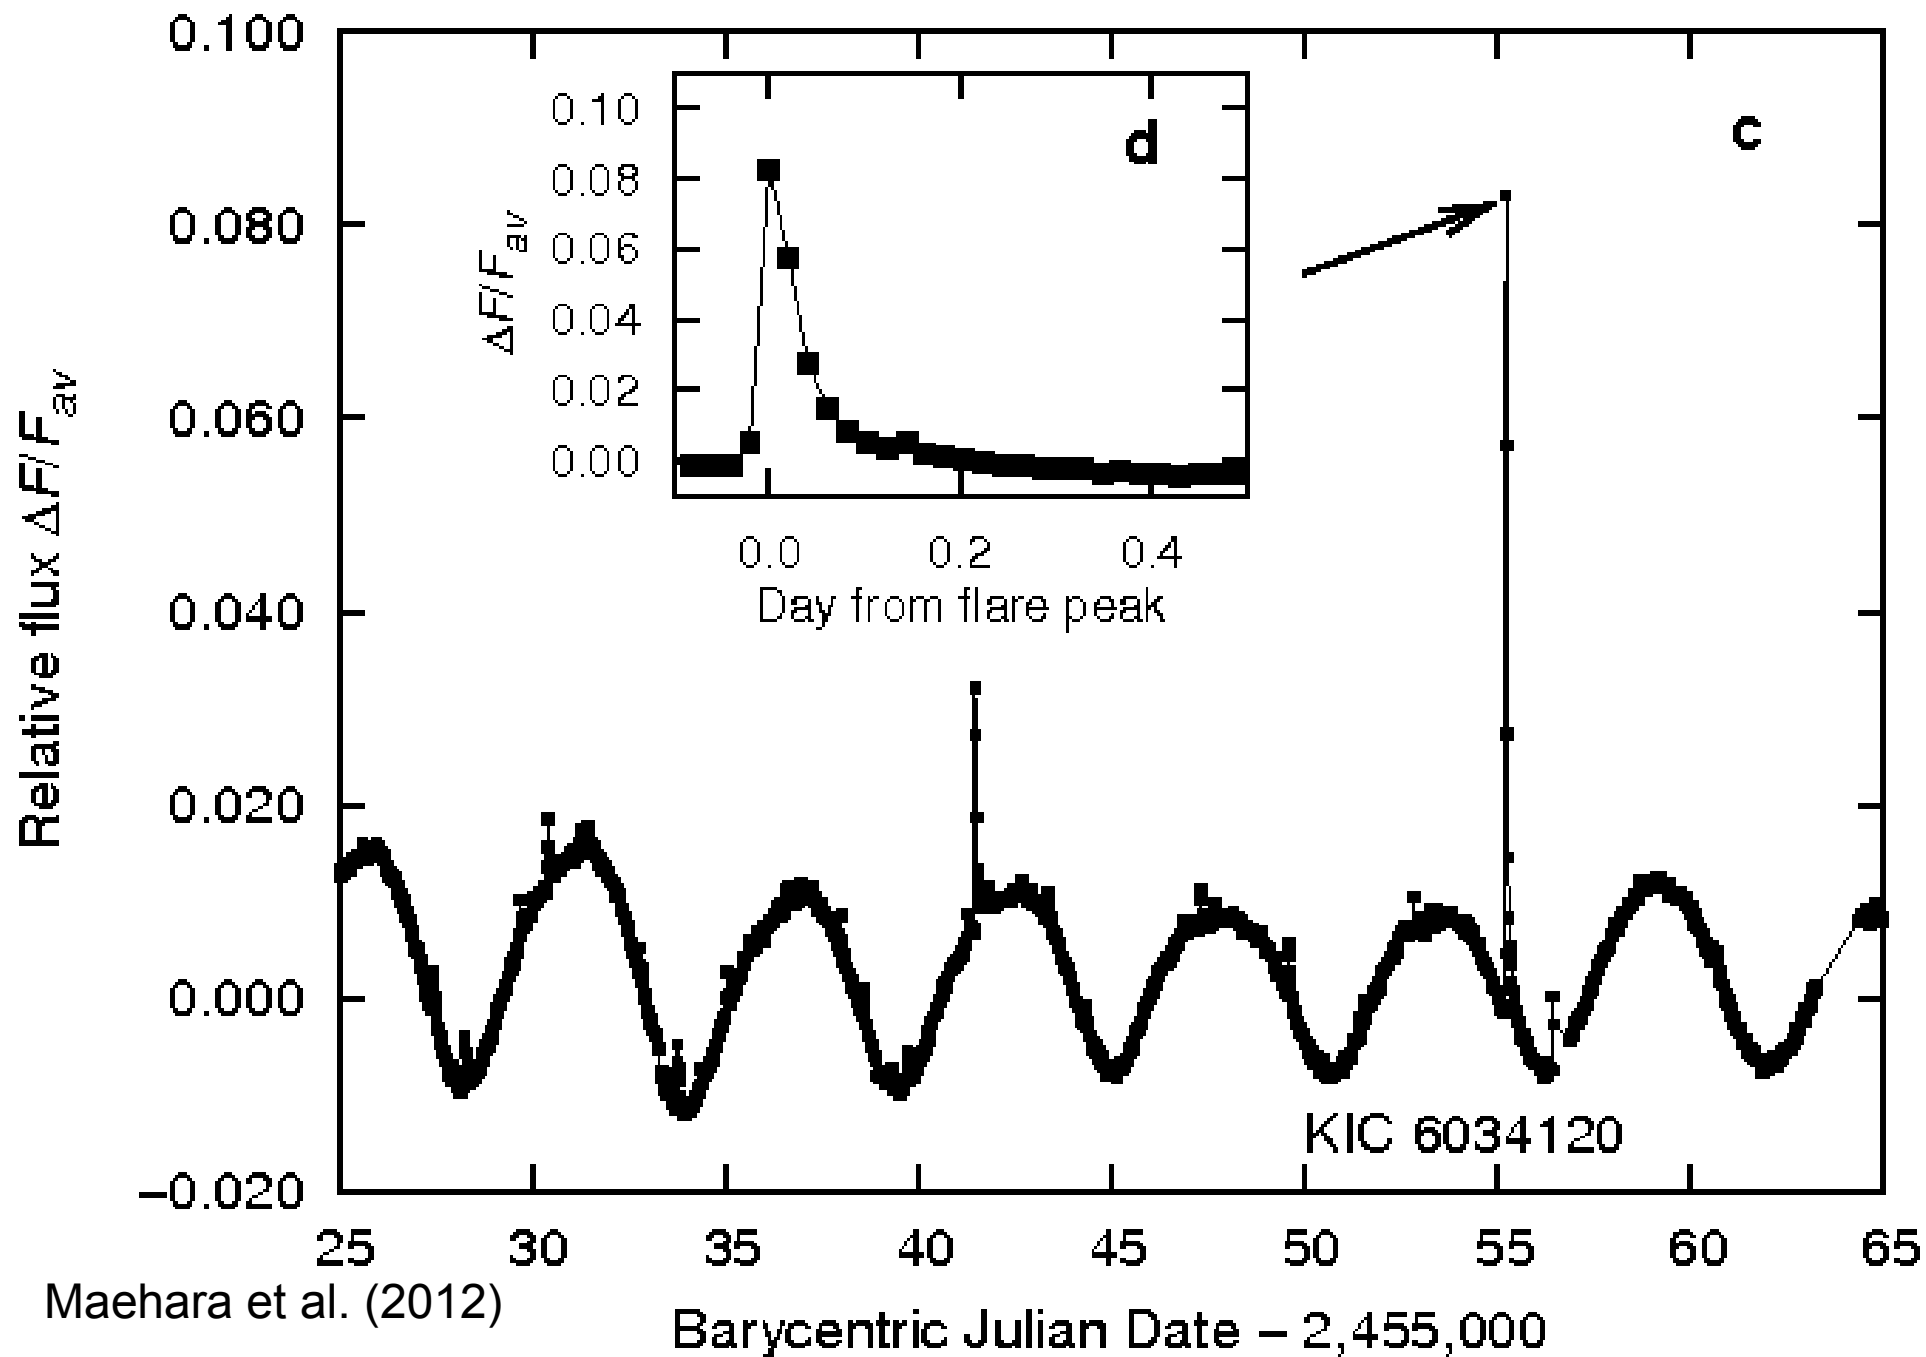 0.100
0.080
0.060
0.040
0.020
0.000
−0.020
Relative flux ΔF/Fav
c
d
0.10
0.08
0.06
0.04
0.02
0.00
ΔF/Fav
0.0 0.2 0.4
Day from flare peak
KIC 6034120
25 30 35 40 45 50 55 60 65
Maehara et al. (2012)
Barycentric Julian Date − 2,455,000